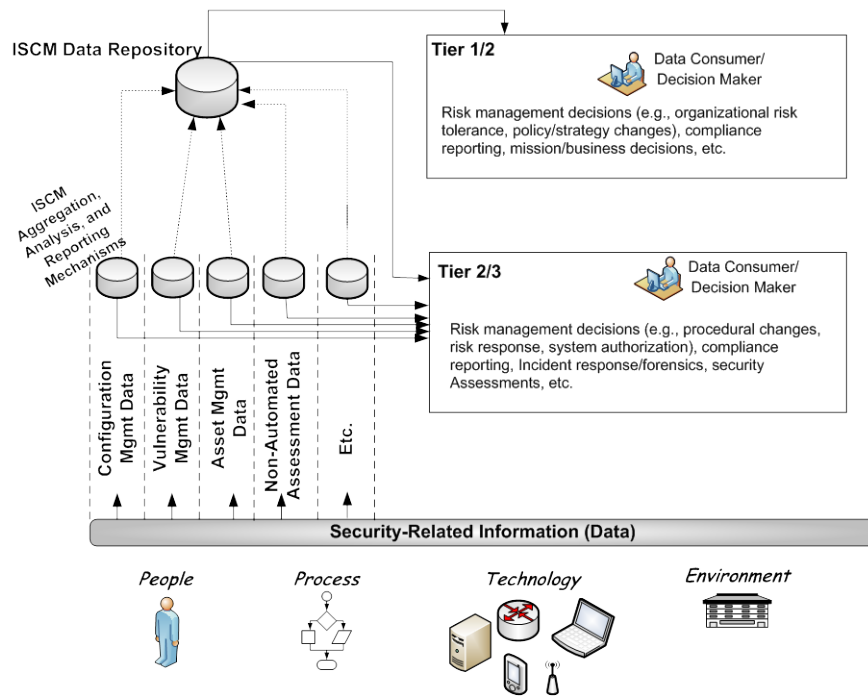 ISCM Data Repository
Tier 1/2
Data Consumer/
Decision Maker
Risk management decisions (e.g., organizational risk
tolerance, policy/strategy changes), compliance
reporting, mission/business decisions, etc.
ISCM
Aggregation,
Analysis, and
Reporting
Mechanisms
Tier 2/3
Data Consumer/
Decision Maker
Risk management decisions (e.g., procedural changes,
risk response, system authorization), compliance
reporting, Incident response/forensics, security
Assessments, etc.
Configuration
Mgmt Data
Vulnerability
Mgmt Data
Asset Mgmt
Data
Non-Automated
Assessment Data
Etc.
Security-Related Information (Data)
People
Process
Technology
Environment